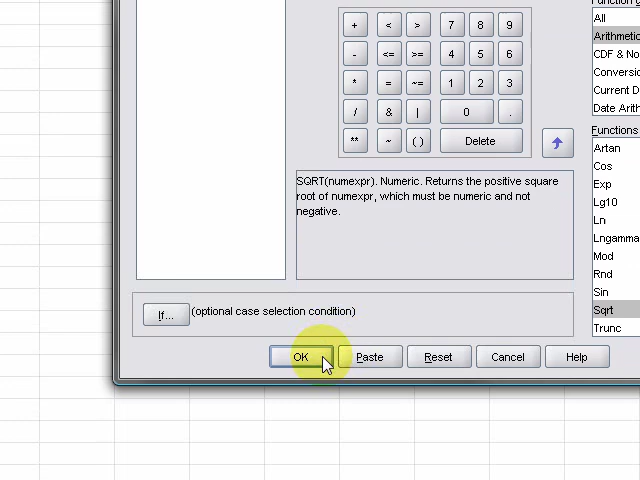 Function g
All
Arithmetic
CDF & No
Conversio
Current D
Date Arith
+ < > 7 8 9
- <= >= 4 5 6
* = ~= 1 2 3
/ & | 0 .
** ~ ( ) Delete
Functions
Artan
Cos
Exp
Lg10
Ln
Lngamma
Mod
Rnd
Sin
Sqrt
Trunc
SQRT(numexpr). Numeric. Returns the positive square
root of numexpr, which must be numeric and not
negative.
If... (optional case selection condition)
OK Paste Reset Cancel Help